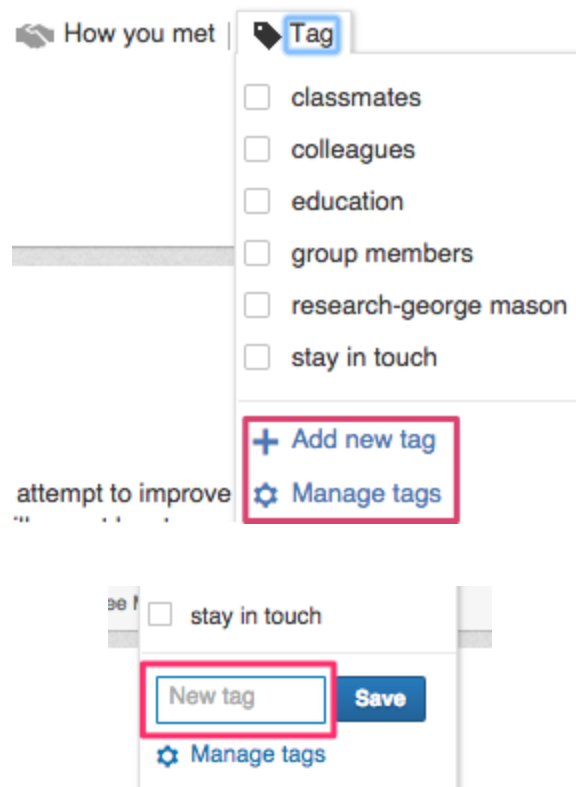 How you met | Tag
classmates
colleagues
education
group members
research-george mason
stay in touch
Add new tag
attempt to improve
Manage tags
stay in touch
New tag
Save
Manage tags